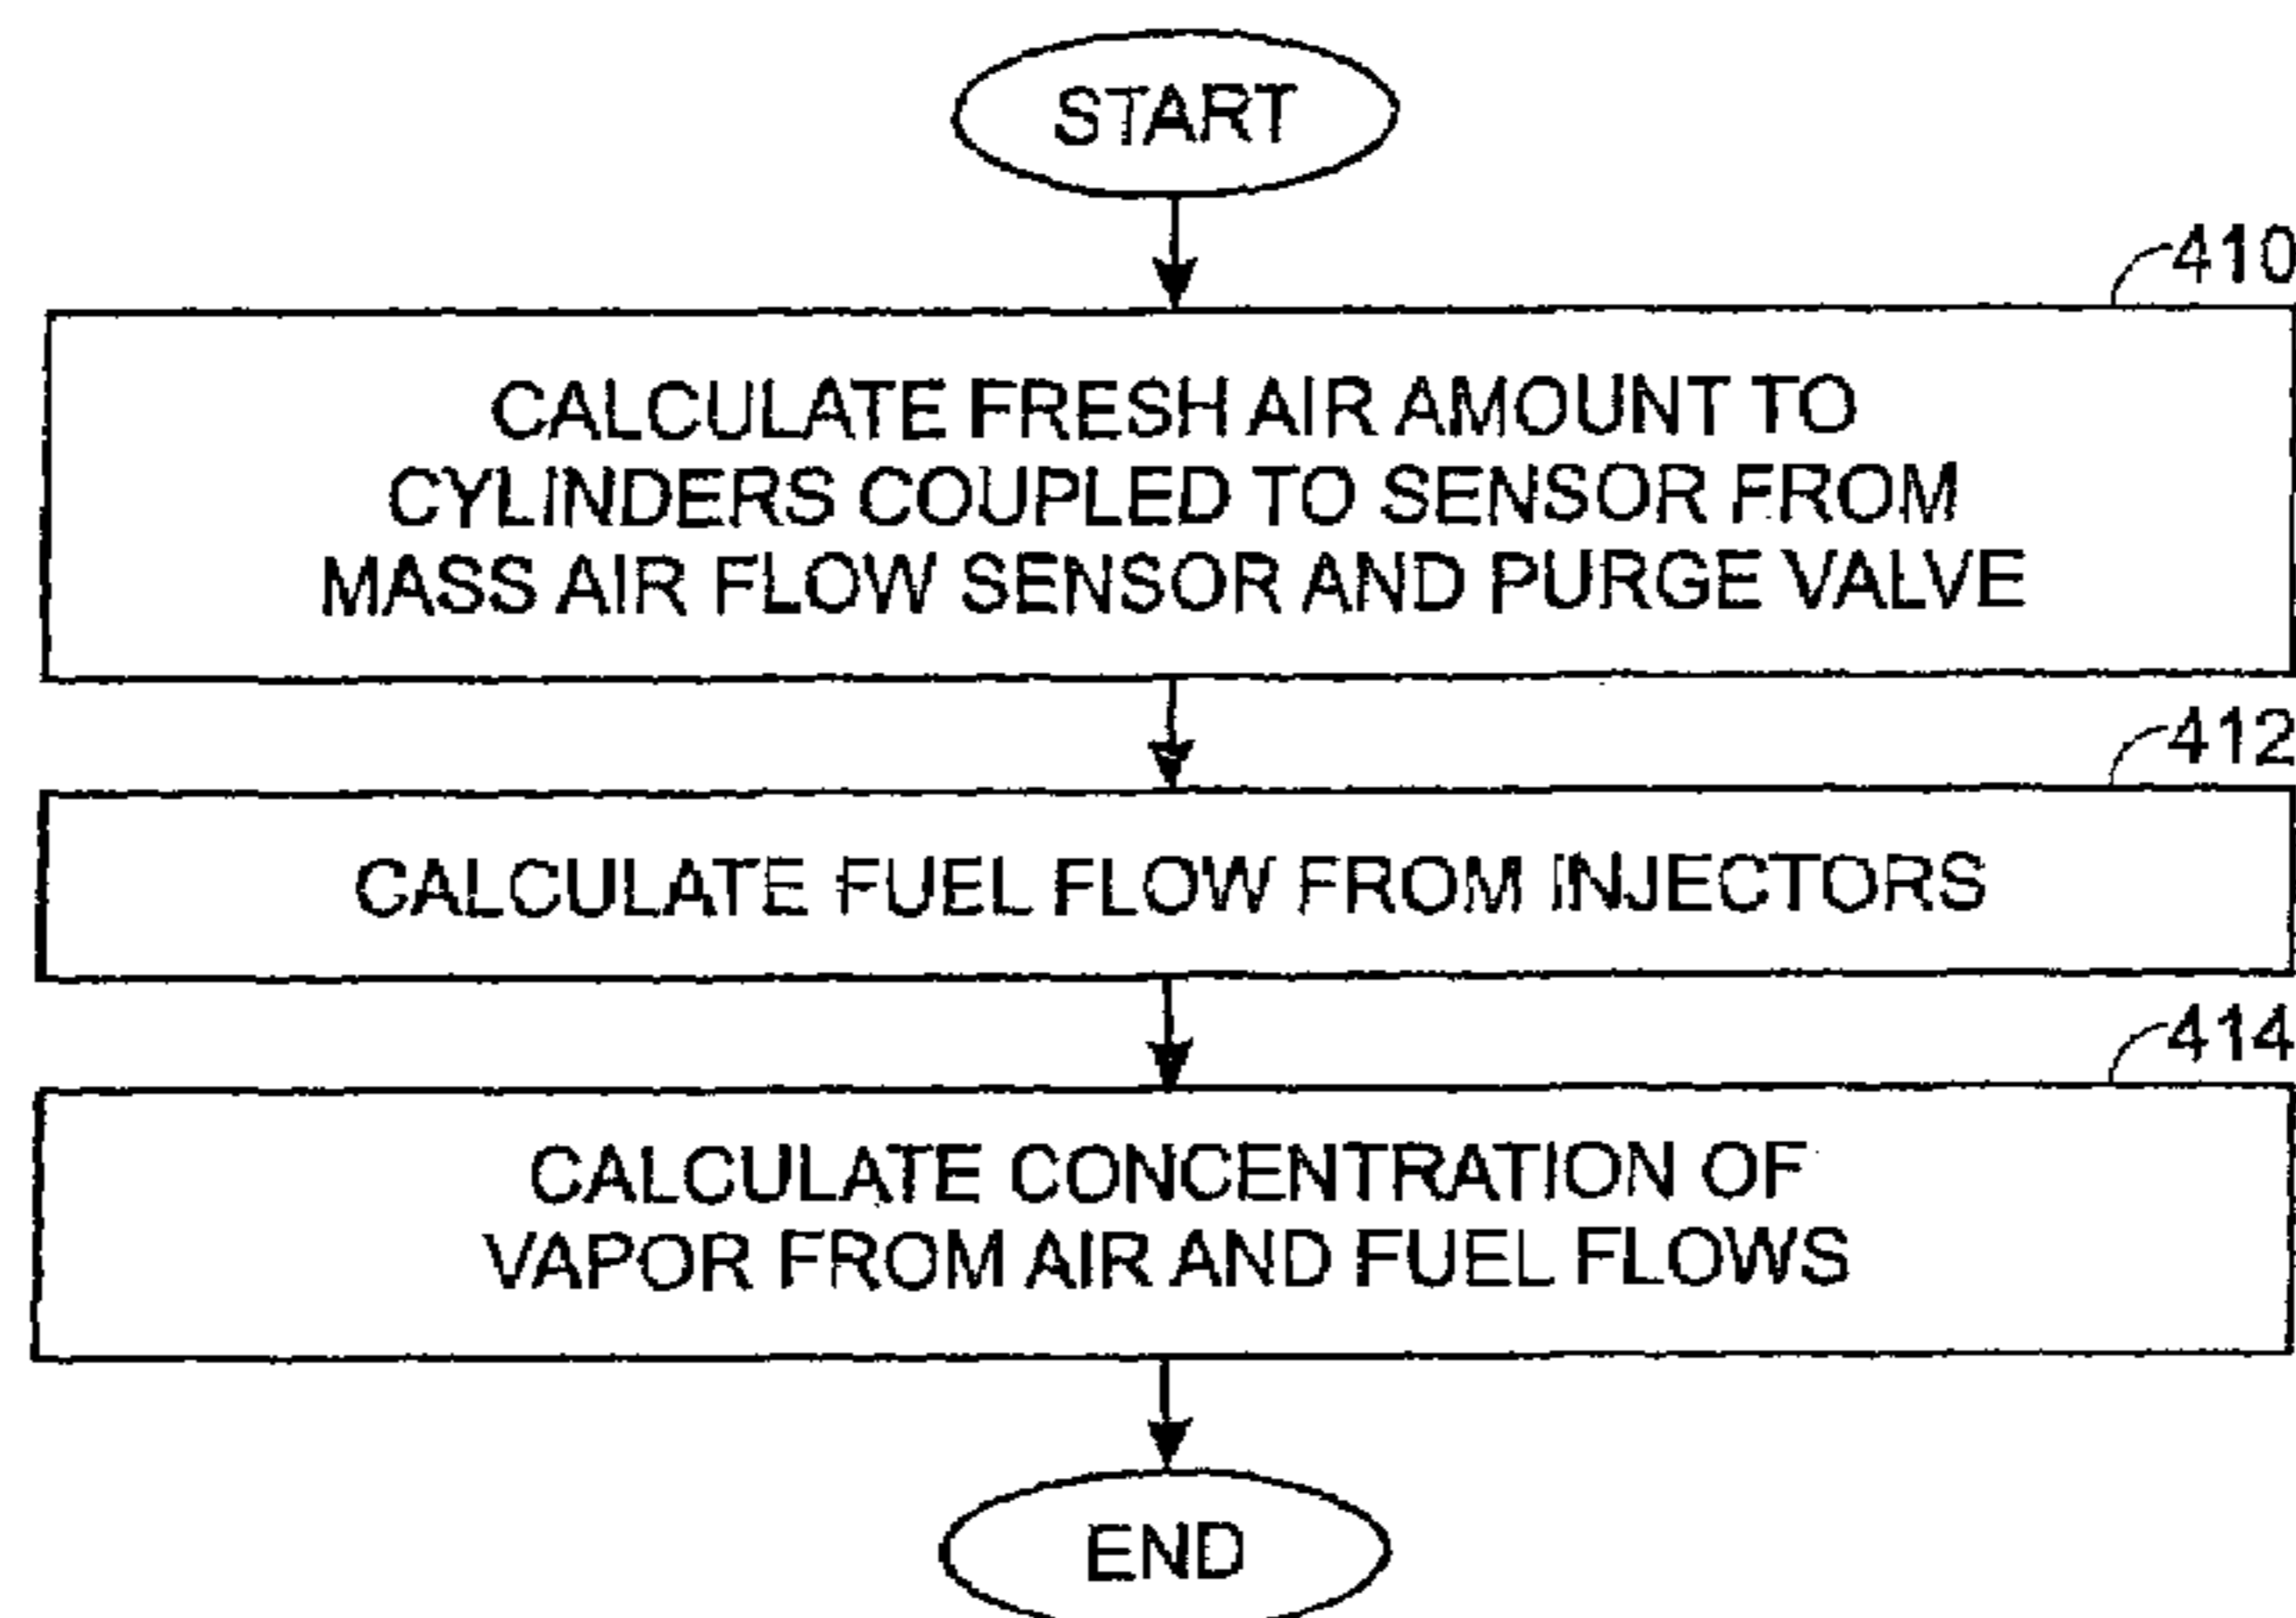 START
410
CALCULATE FRESH AIR AMOUNT TO
CYLINDERS COUPLED TO SENSOR FROM
MASS AIR FLOW SENSOR AND PURGE VALVE
412
CALCULATE FUEL FLOW FROM INJECTORS
414
CALCULATE CONCENTRATION OF
VAPOR FROM AIR AND FUEL FLOWS
END